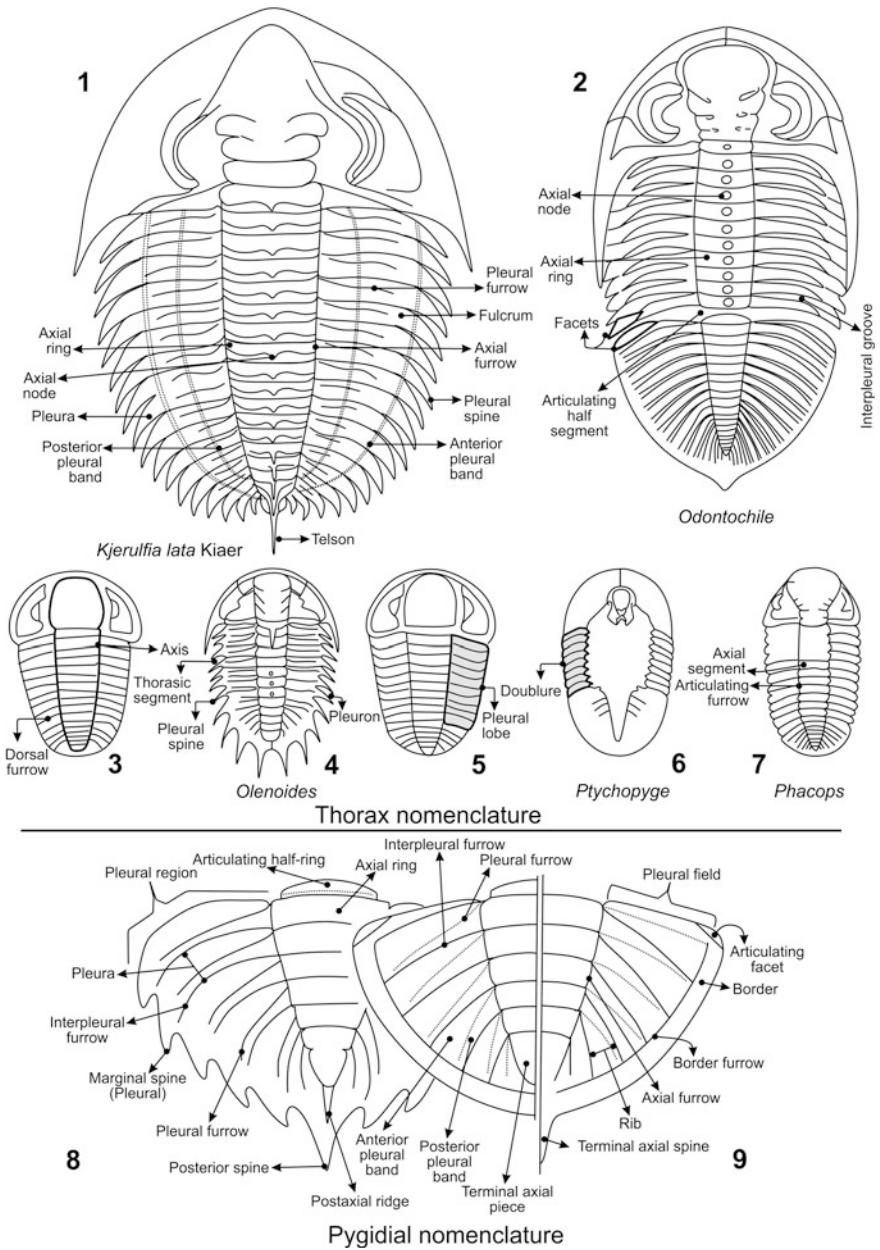 1
2
Axial
node
Axial
ring
Facets
Articulating
half
segment
Interpleural groove
Odontochile
Pleural
furrow
Fulcrum
Axial
furrow
Pleural
spine
Anterior
pleural
band
Telson
Axial
ring
Axial
node
Pleura
Posterior
pleural
band
Kjerulfia lata Kiaer
Axis
Dorsal
furrow
3
Thorasic
segment
Pleural
spine
Pleuron
4
Olenoides
Pleural
lobe
5
Doublure
6
Ptychopyge
Axial
segment
Articulating
furrow
7
Phacops
Thorax nomenclature
Pleural region
Articulating half-ring
Axial ring
Interpleural furrow
Pleural furrow
Pleural field
Articulating
facet
Border
Pleura
Interpleural
furrow
Marginal spine
(Pleural)
Pleural furrow
Posterior spine
8
Postaxial ridge
Anterior
pleural
band
Posterior
pleural
band
Terminal axial
piece
Border furrow
Axial furrow
Rib
Terminal axial spine
9
Pygidial nomenclature